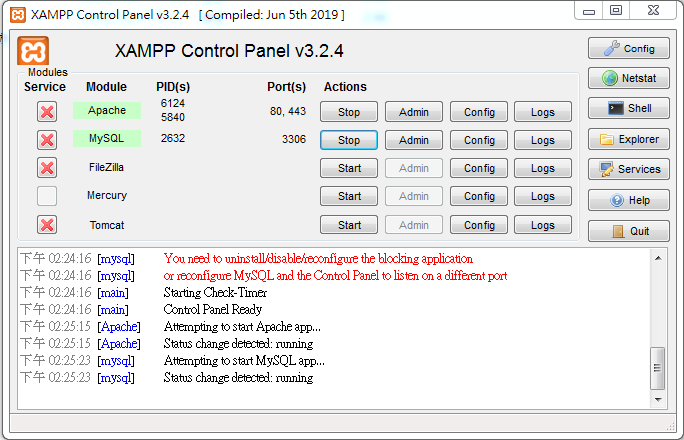 XAMPP Control Panel v3.2.4 [ Compiled: Jun 5th 2019 ]
XAMPP Control Panel v3.2.4
Config
Modules
Service Module PID(s) Port(s) Actions
Netstat
Apache 6124 5840 80, 443 Stop Admin Config Logs
Shell
MySQL 2632 3306 Stop Admin Config Logs
Explorer
FileZilla Start Admin Config Logs
Services
Mercury Start Admin Config Logs
Help
Tomcat Start Admin Config Logs
Quit
下午 02:24:16 [mysql] You need to uninstall/disable/reconfigure the blocking application
下午 02:24:16 [mysql] or reconfigure MySQL and the Control Panel to listen on a different port
下午 02:24:16 [main] Starting Check-Timer
下午 02:24:16 [main] Control Panel Ready
下午 02:25:15 [Apache] Attempting to start Apache app...
下午 02:25:15 [Apache] Status change detected: running
下午 02:25:23 [mysql] Attempting to start MySQL app...
下午 02:25:23 [mysql] Status change detected: running